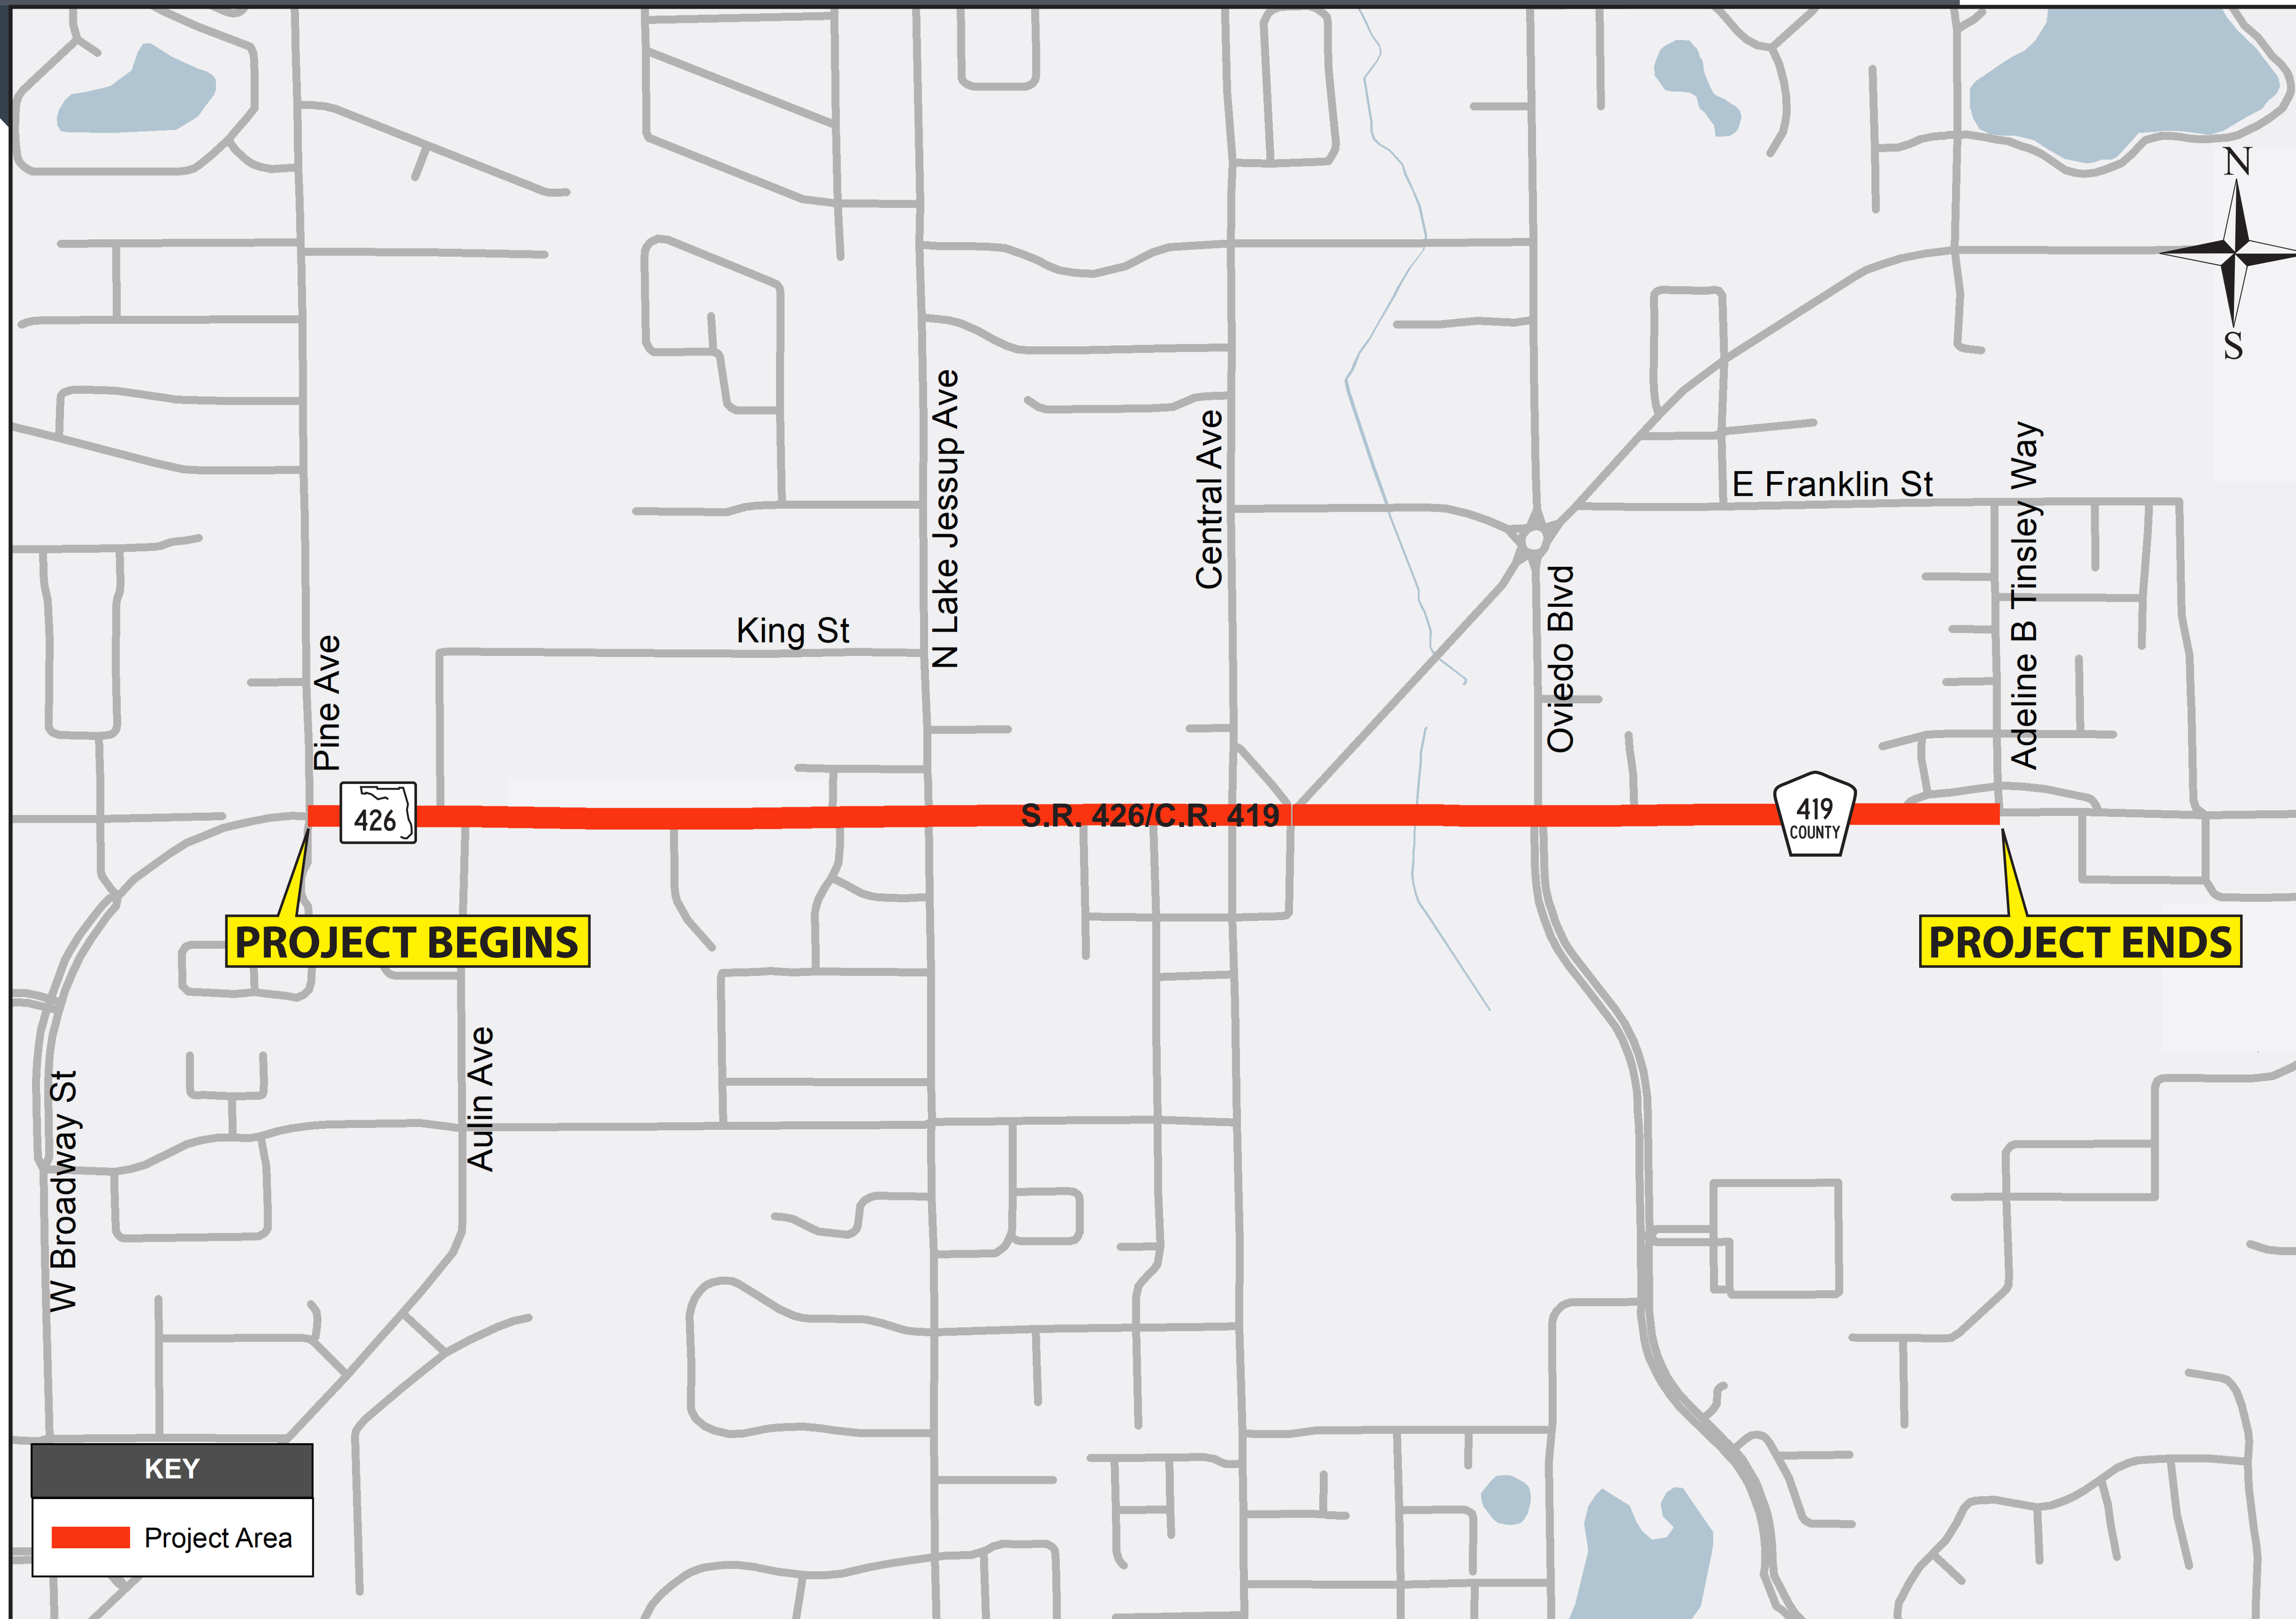 N
S
N Lake Jessup Ave
Central Ave
E Franklin St
Adeline B Tinsley Way
King St
Pine Ave
Oviedo Blvd
426
S.R. 426/C.R. 419
419
COUNTY
PROJECT BEGINS
PROJECT ENDS
Aulin Ave
W Broadway St
KEY
Project Area